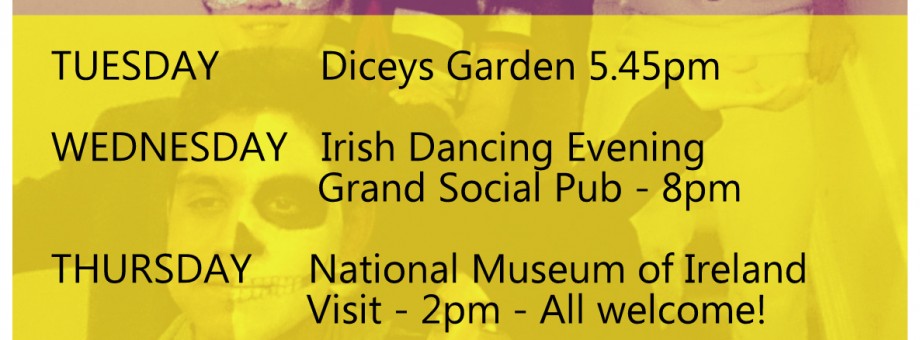 TUESDAY Diceys Garden 5.45pm
WEDNESDAY Irish Dancing Evening
Grand Social Pub - 8pm
THURSDAY National Museum of Ireland
Visit - 2pm - All welcome!